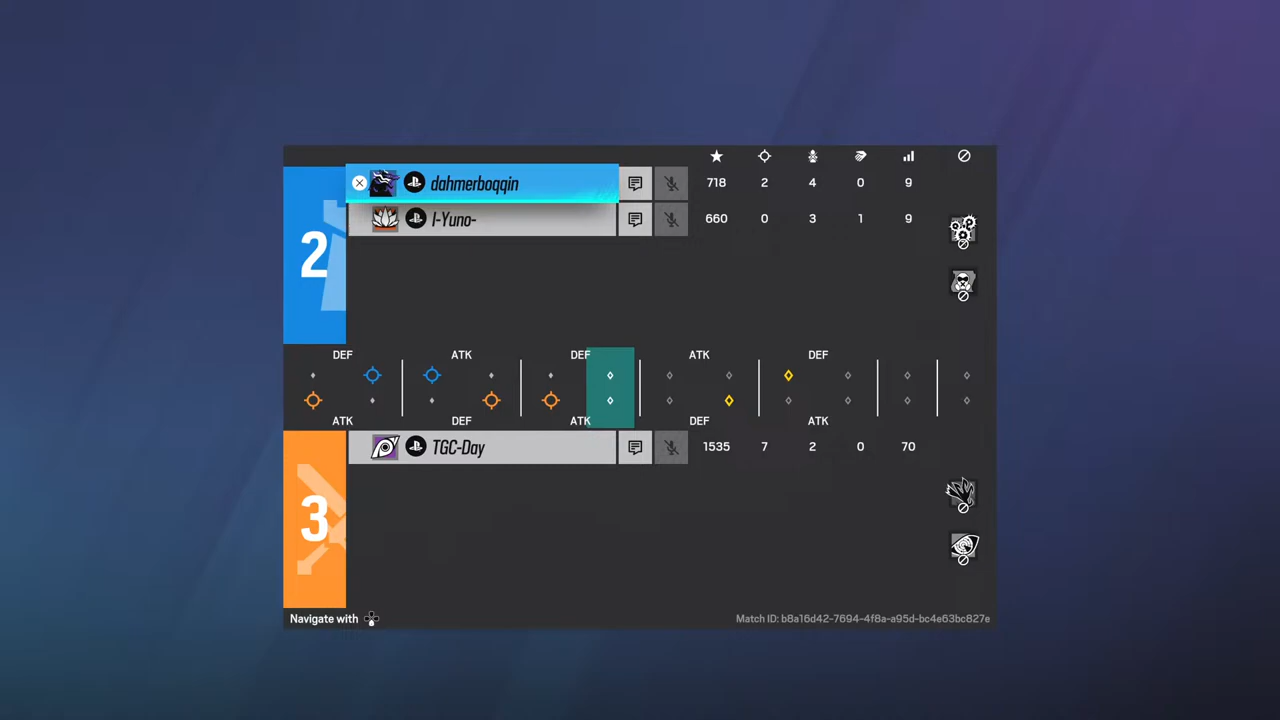 dahmerboqqin 718 2 4 0 9
I-Yuno- 660 0 3 1 9
2
DEF ATK DEF ATK DEF
ATK DEF ATK DEF ATK
TGC-Day 1535 7 2 0 70
3
Navigate with
Match ID: b8a16d42-7694-4f8a-a95d-bc4e63bc827e